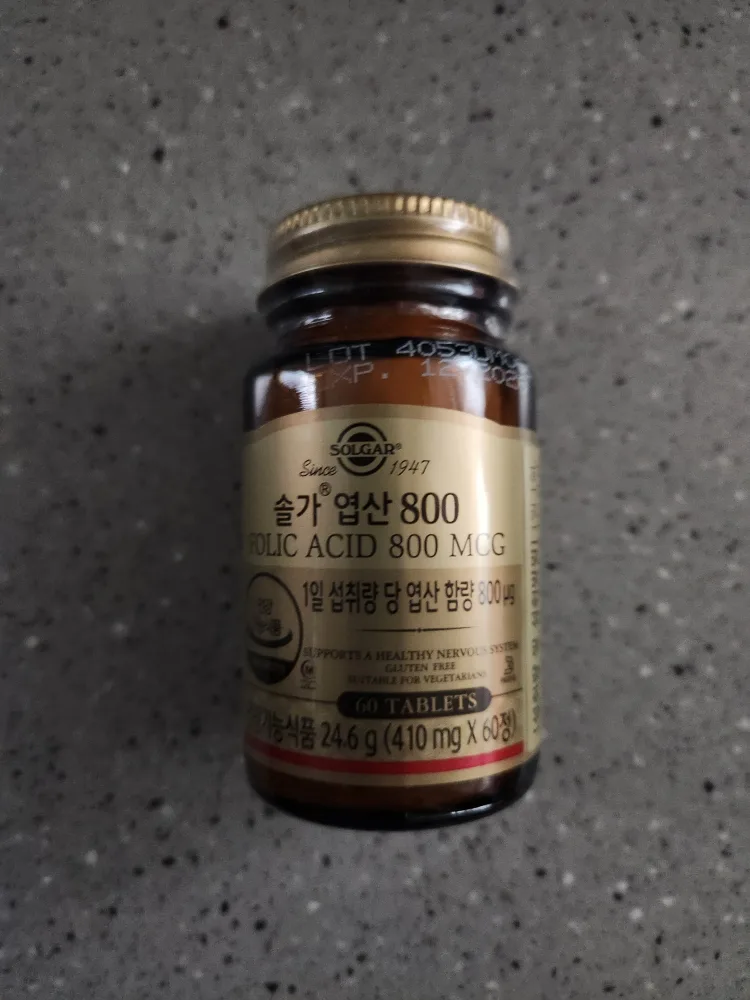 LOT
EXP.
SOLGAR®
Since 1947
솔가® 엽산 800
FOLIC ACID 800 MCG
1일 섭취량 당 엽산 함량 800 μg
SUPPORTS A HEALTHY NERVOUS SYSTEM
GLUTEN FREE
SUITABLE FOR VEGETARIANS
60 TABLETS
24.6 g (410 mg X 60정)